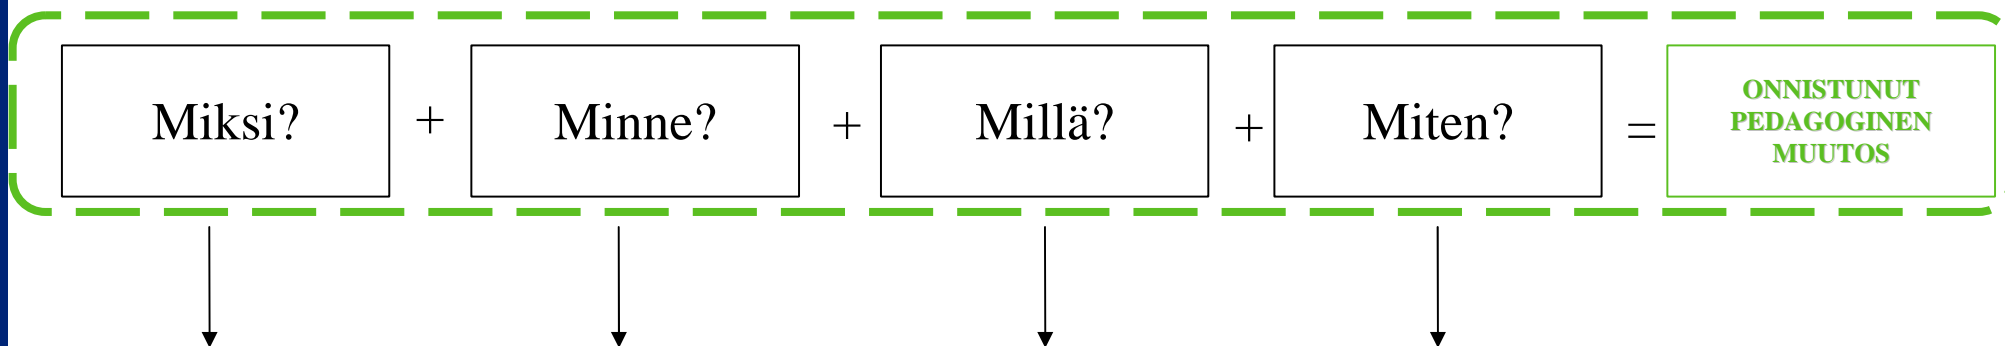 Miksi? + Minne? + Millä? + Miten? =
ONNISTUNUT
PEDAGOGINEN
MUUTOS